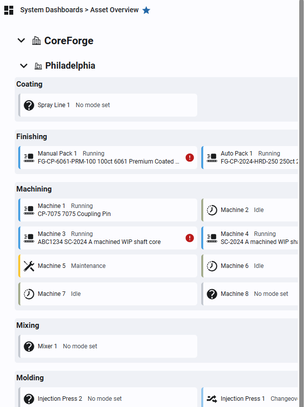 System Dashboards > Asset Overview
CoreForge
Philadelphia
Coating
Spray Line 1 No mode set
Finishing
Manual Pack 1 Running
FG-CP-6061-PRM-100 100ct 6061 Premium Coated ...
Auto Pack 1 Running
FG-CP-2024-HRD-250 250ct 2
Machining
Machine 1 Running
CP-7075 7075 Coupling Pin
Machine 2 Idle
Machine 3 Running
ABC1234 SC-2024 A machined WIP shaft core
Machine 4 Running
SC-2024 A machined WIP sh
Machine 5 Maintenance
Machine 6 Idle
Machine 7 Idle
Machine 8 No mode set
Mixing
Mixer 1 No mode set
Molding
Injection Press 2 No mode set
Injection Press 1 Changeov